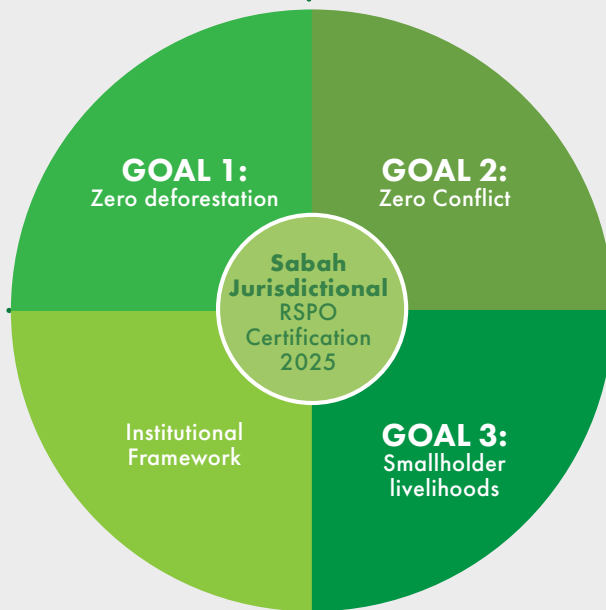 GOAL 1:
Zero deforestation
GOAL 2:
Zero Conflict
Sabah
Jurisdictional
RSPO
Certification
2025
Institutional
Framework
GOAL 3:
Smallholder
livelihoods